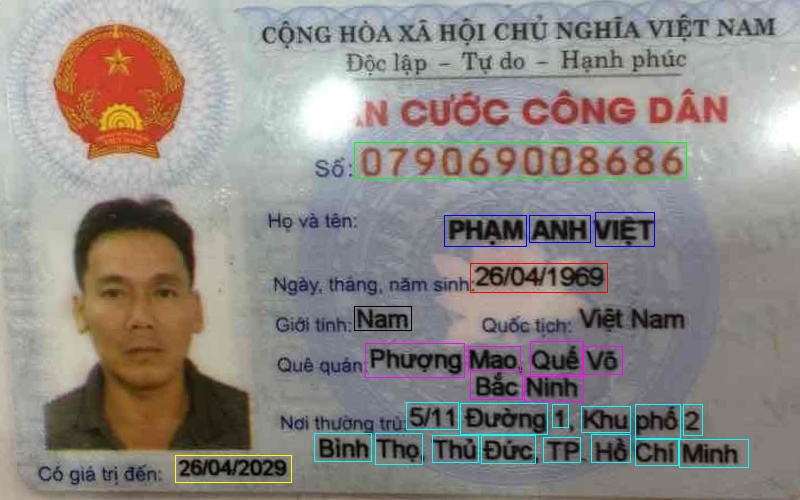 CỘNG HÒA XÃ HỘI CHỦ NGHĨA VIỆT NAM
Độc lập - Tự do - Hạnh phúc
ĂN CƯỚC CÔNG DÂN
Số: 079069008686
Họ và tên: PHẠM ANH VIỆT
Ngày, tháng, năm sinh: 26/04/1969
Giới tính: Nam Quốc tịch: Việt Nam
Quê quán: Phượng Mao, Quế Võ
Bắc Ninh
Nơi thường trú: 5/11 Đường 1, Khu phố 2
Bình Thọ, Thủ Đức, TP. Hồ Chí Minh
Có giá trị đến: 26/04/2029